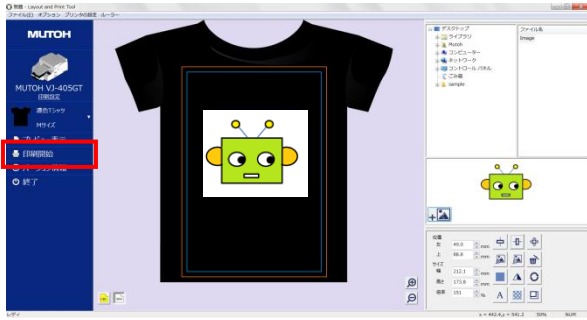 無題 - Layout and Print Tool
ファイル(F) オプション プリンタの設定 ルーラー
MUTOH
MUTOH VJ-405GT
印刷設定
濃色Tシャツ
Mサイズ
印刷開始
終了
デスクトップ
ライブラリ
Mutoh
コンピューター
ネットワーク
コントロール パネル
ごみ箱
sample
ファイル名
Image
位置
左 49.0 mm
上 88.8 mm
サイズ
幅 212.1 mm
高さ 173.8 mm
倍率 151 %
レディ
x = 442.4,y = 541.2 50% NUM